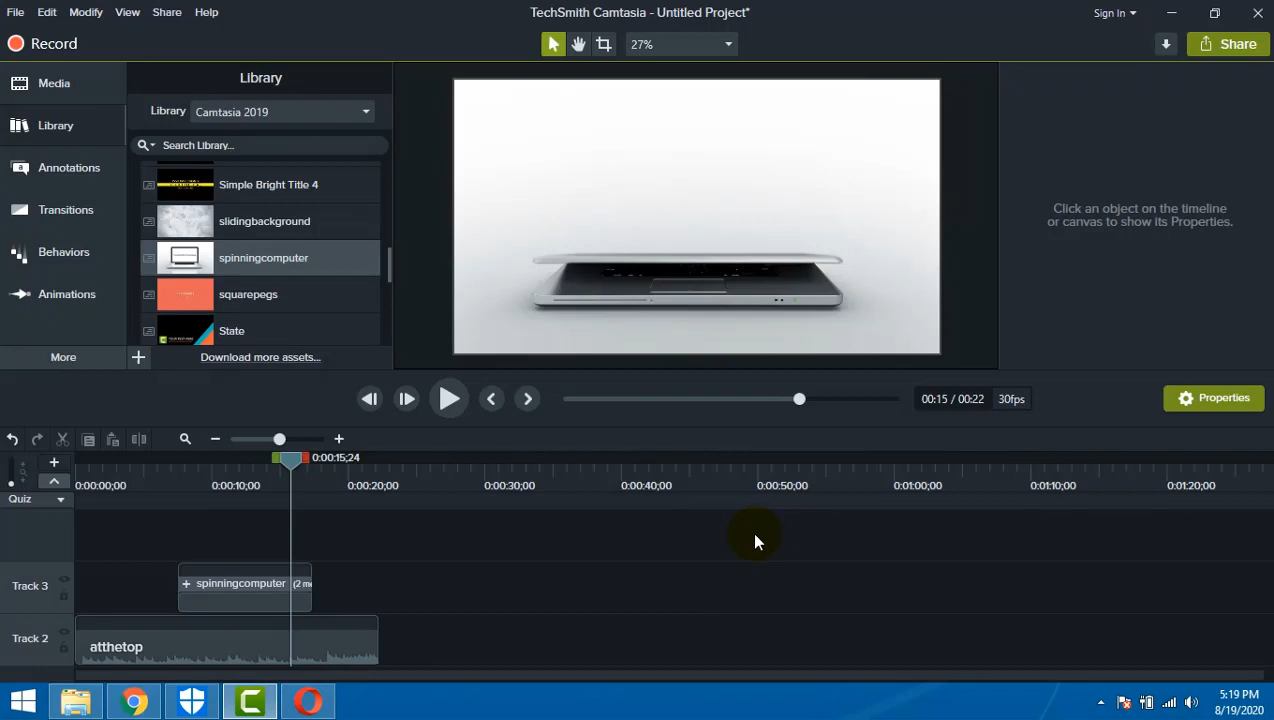 File Edit Modify View Share Help
TechSmith Camtasia - Untitled Project*
Sign In
Record
27%
Share
Media
Library
Annotations
Transitions
Behaviors
Animations
More
Library
Library Camtasia 2019
Search Library...
Simple Bright Title 4
slidingbackground
spinningcomputer
squarepegs
State
Download more assets...
Click an object on the timeline
or canvas to show its Properties.
00:15 / 00:22 30fps
Properties
0:00:15;24
0:00:00;00 0:00:10;00 0:00:20;00 0:00:30;00 0:00:40;00 0:00:50;00 0:01:00;00 0:01:10;00 0:01:20;00
Quiz
Track 3
spinningcomputer (2 me
Track 2
atthetop
5:19 PM
8/19/2020